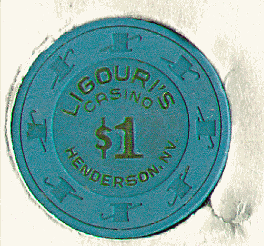 LIGOURI'S
CASINO
$1
HENDERSON, NV